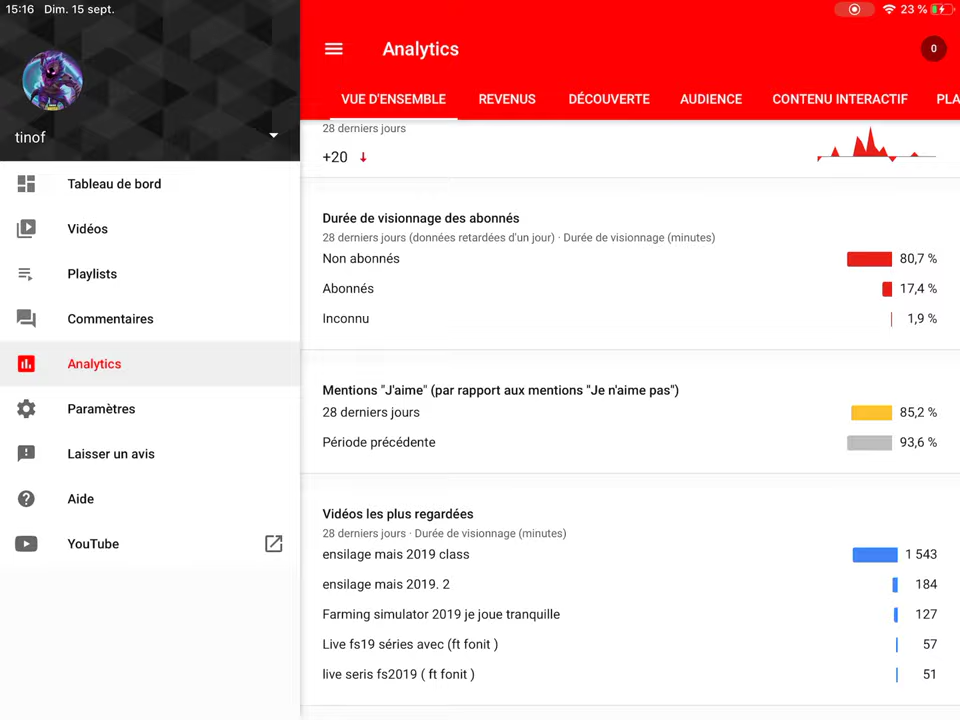 15:16 Dim. 15 sept.
23 %
tinof
Tableau de bord
Vidéos
Playlists
Commentaires
Analytics
Paramètres
Laisser un avis
Aide
YouTube
Analytics
0
VUE D'ENSEMBLE REVENUS DÉCOUVERTE AUDIENCE CONTENU INTERACTIF PLA
28 derniers jours
+20
Durée de visionnage des abonnés
28 derniers jours (données retardées d'un jour) · Durée de visionnage (minutes)
Non abonnés 80,7 %
Abonnés 17,4 %
Inconnu 1,9 %
Mentions "J'aime" (par rapport aux mentions "Je n'aime pas")
28 derniers jours 85,2 %
Période précédente 93,6 %
Vidéos les plus regardées
28 derniers jours · Durée de visionnage (minutes)
ensilage mais 2019 class 1 543
ensilage mais 2019. 2 184
Farming simulator 2019 je joue tranquille 127
Live fs19 séries avec (ft fonit ) 57
live seris fs2019 ( ft fonit ) 51